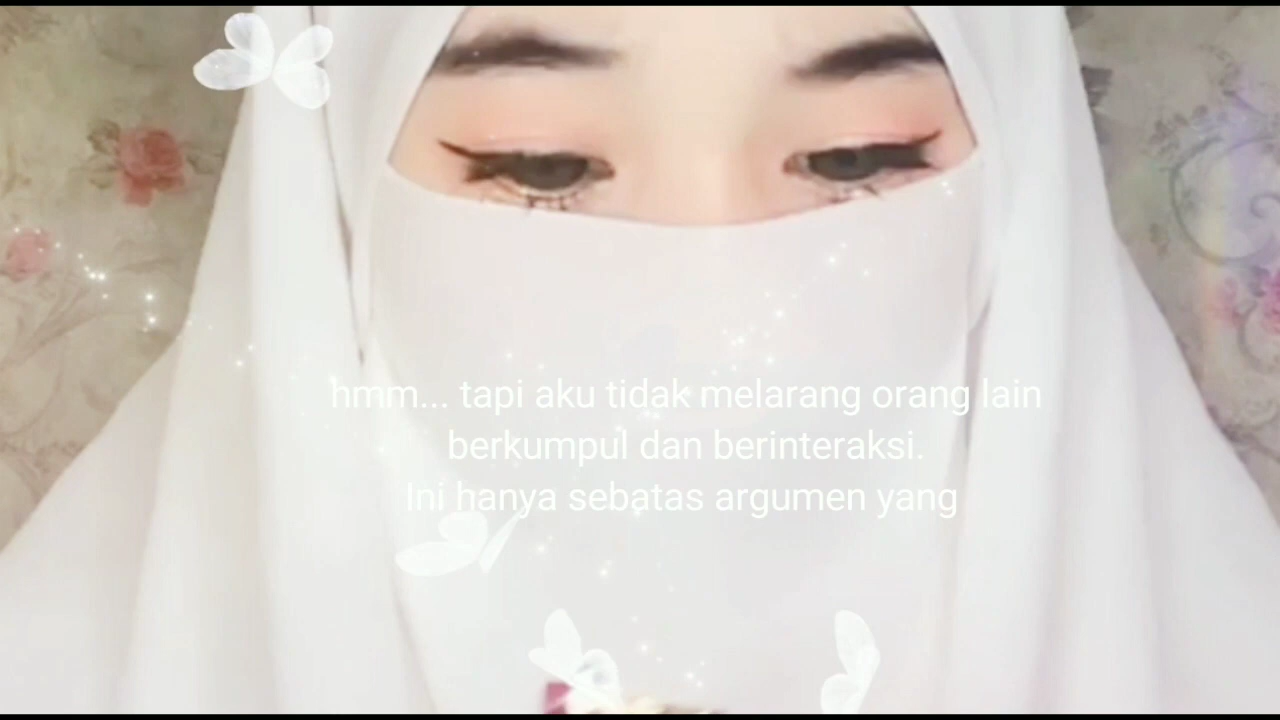 hmm... tapi aku tidak melarang orang lain
berkumpul dan berinteraksi.
Ini hanya sebatas argumen yang